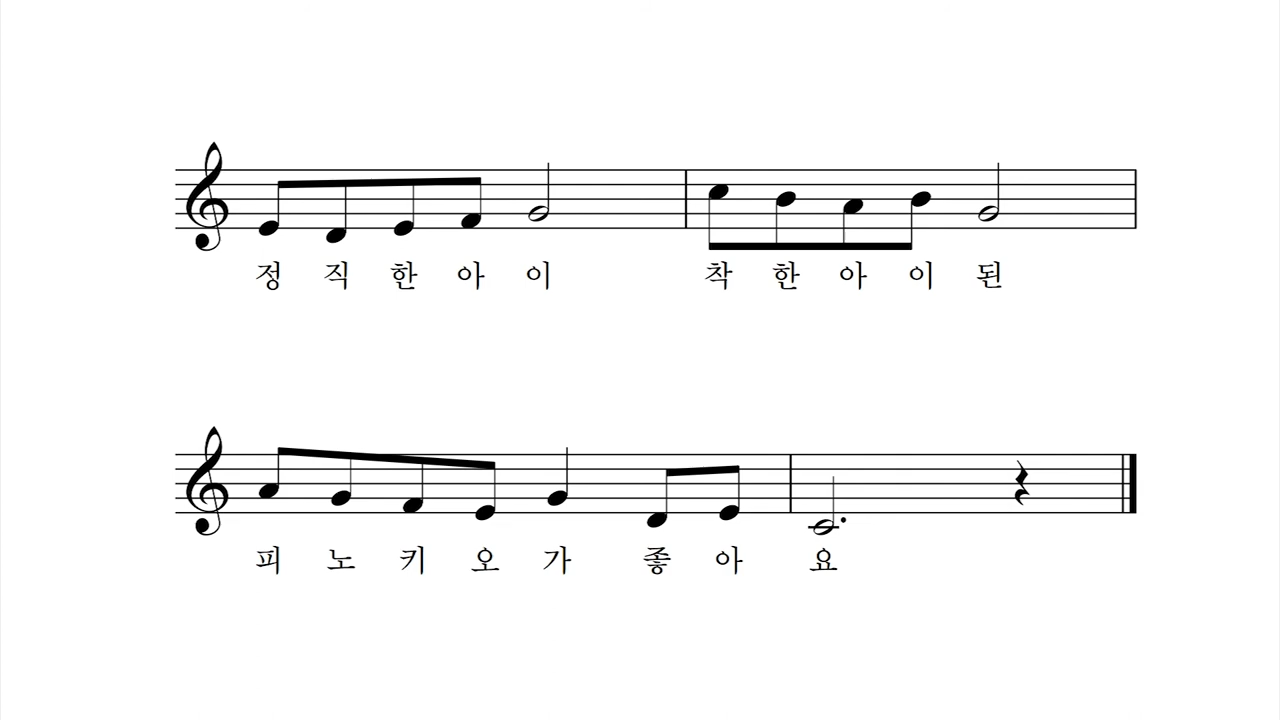 정 직 한 아 이 착 한 아 이 된
피 노 키 오 가 좋 아 요